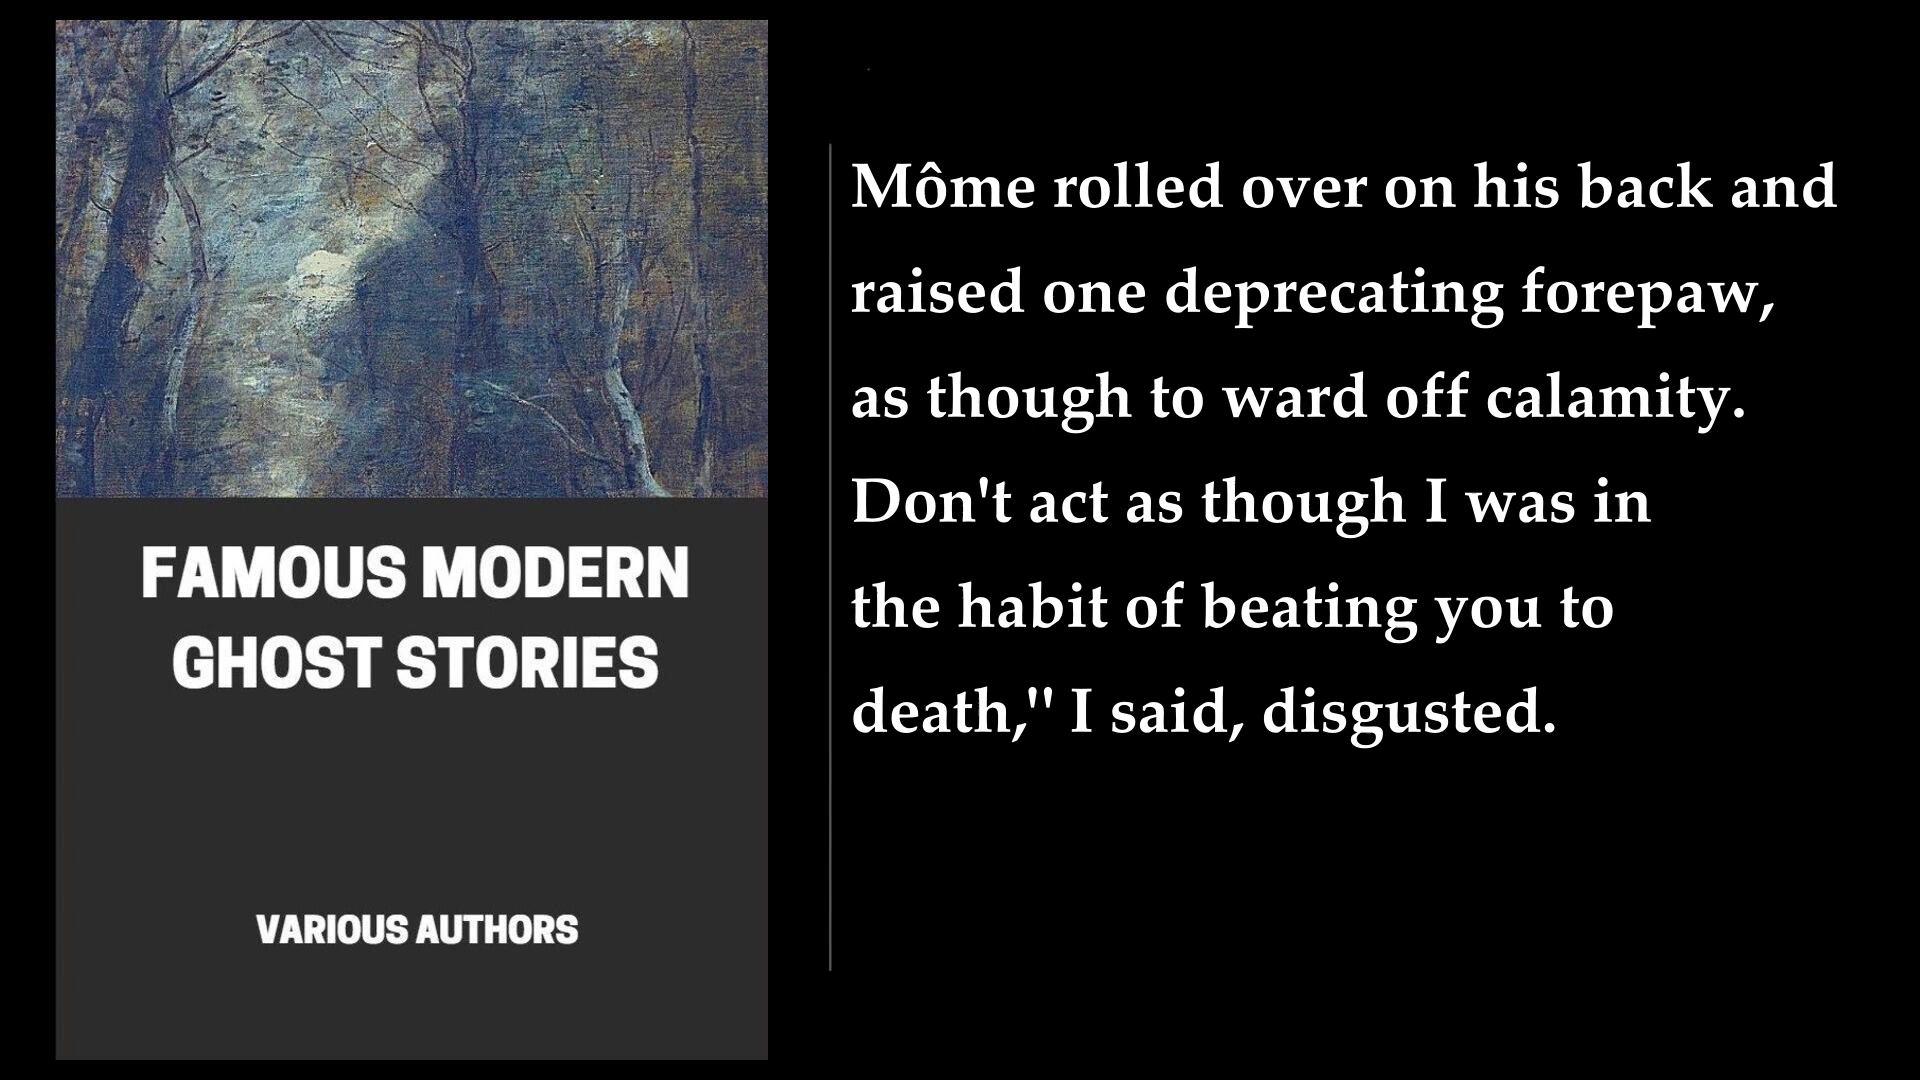 FAMOUS MODERN
GHOST STORIES
VARIOUS AUTHORS
Môme rolled over on his back and
raised one deprecating forepaw,
as though to ward off calamity.
Don't act as though I was in
the habit of beating you to
death," I said, disgusted.